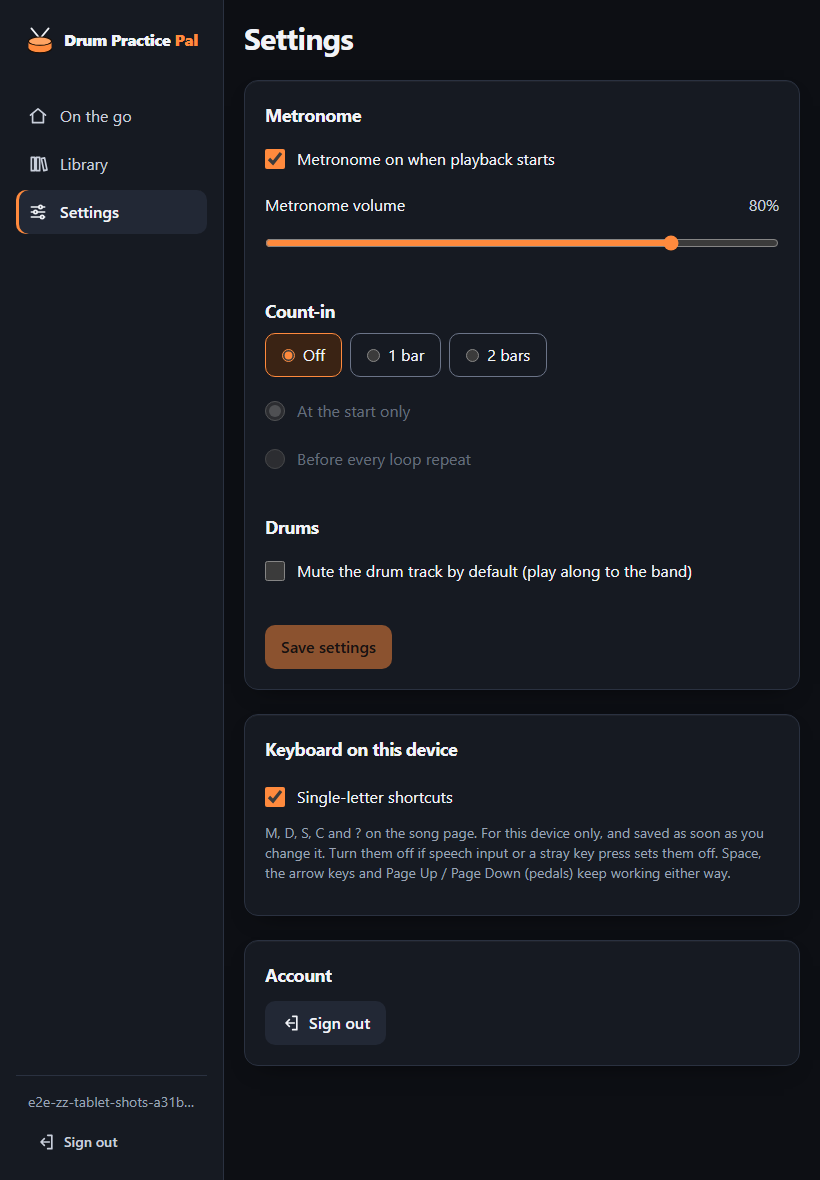 Drum Practice Pal
On the go
Library
Settings
e2e-zz-tablet-shots-a31b...
Sign out
Settings
Metronome
Metronome on when playback starts
Metronome volume 80%
Count-in
Off 1 bar 2 bars
At the start only
Before every loop repeat
Drums
Mute the drum track by default (play along to the band)
Save settings
Keyboard on this device
Single-letter shortcuts
M, D, S, C and ? on the song page. For this device only, and saved as soon as you
change it. Turn them off if speech input or a stray key press sets them off. Space,
the arrow keys and Page Up / Page Down (pedals) keep working either way.
Account
Sign out